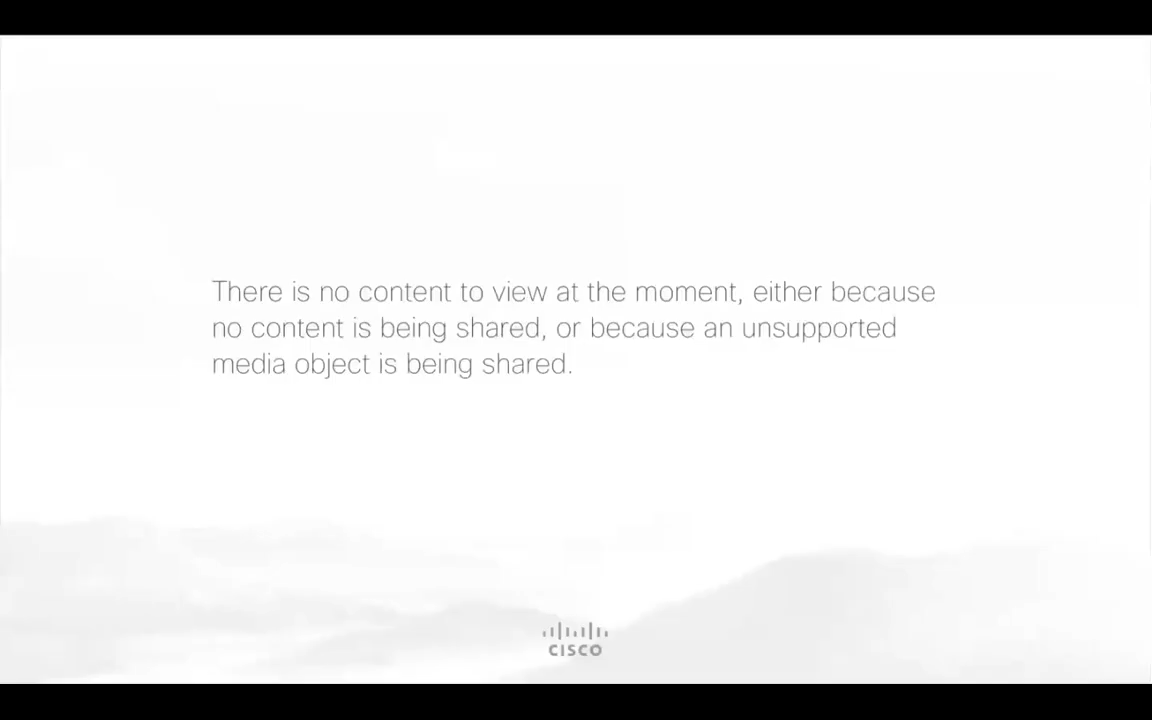 There is no content to view at the moment, either because
no content is being shared, or because an unsupported
media object is being shared.
CISCO